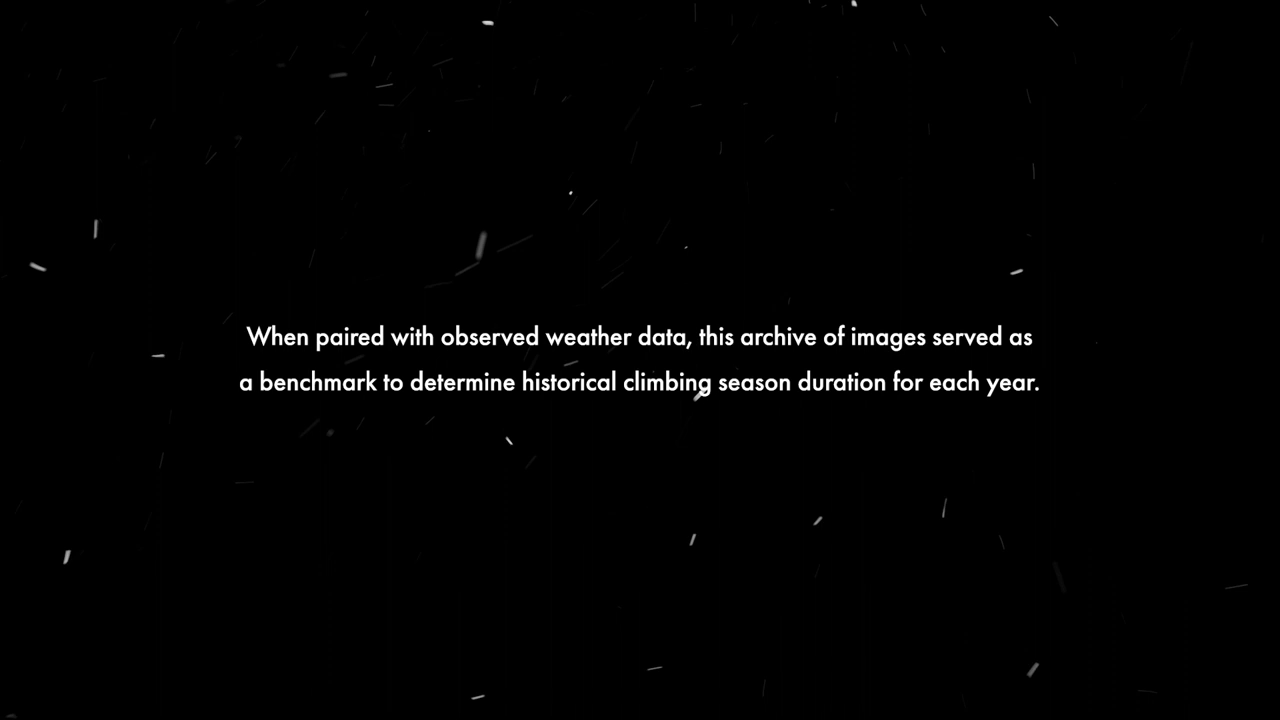 When paired with observed weather data, this archive of images served as
a benchmark to determine historical climbing season duration for each year.